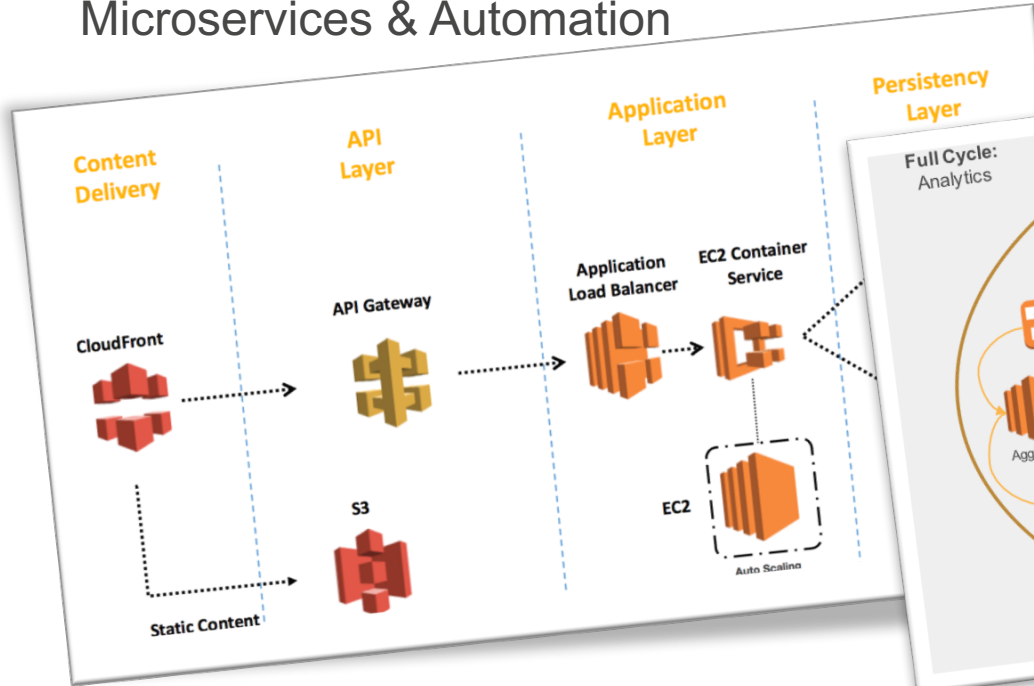 Microservices & Automation
Content
Delivery
API
Layer
Application
Layer
Persistency
Layer
Full Cycle:
Analytics
CloudFront
API Gateway
Application
Load Balancer
EC2 Container
Service
S3
EC2
Auto Scaling
Static Content